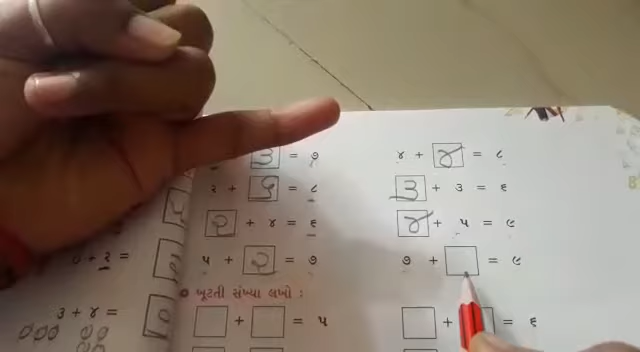 ૩ = ૭
૪ + ૪ = ૮
૨ + ૬ = ૮
૩ + ૩ = ૬
૨ + ૪ = ૬
૪ + ૫ = ૯
૫ + ૨ = ૭
૭ + = ૯
+ ૨ =
ખૂટતી સંખ્યા લખો :
૩ + ૪ =
+ = ૫
+ = ૬